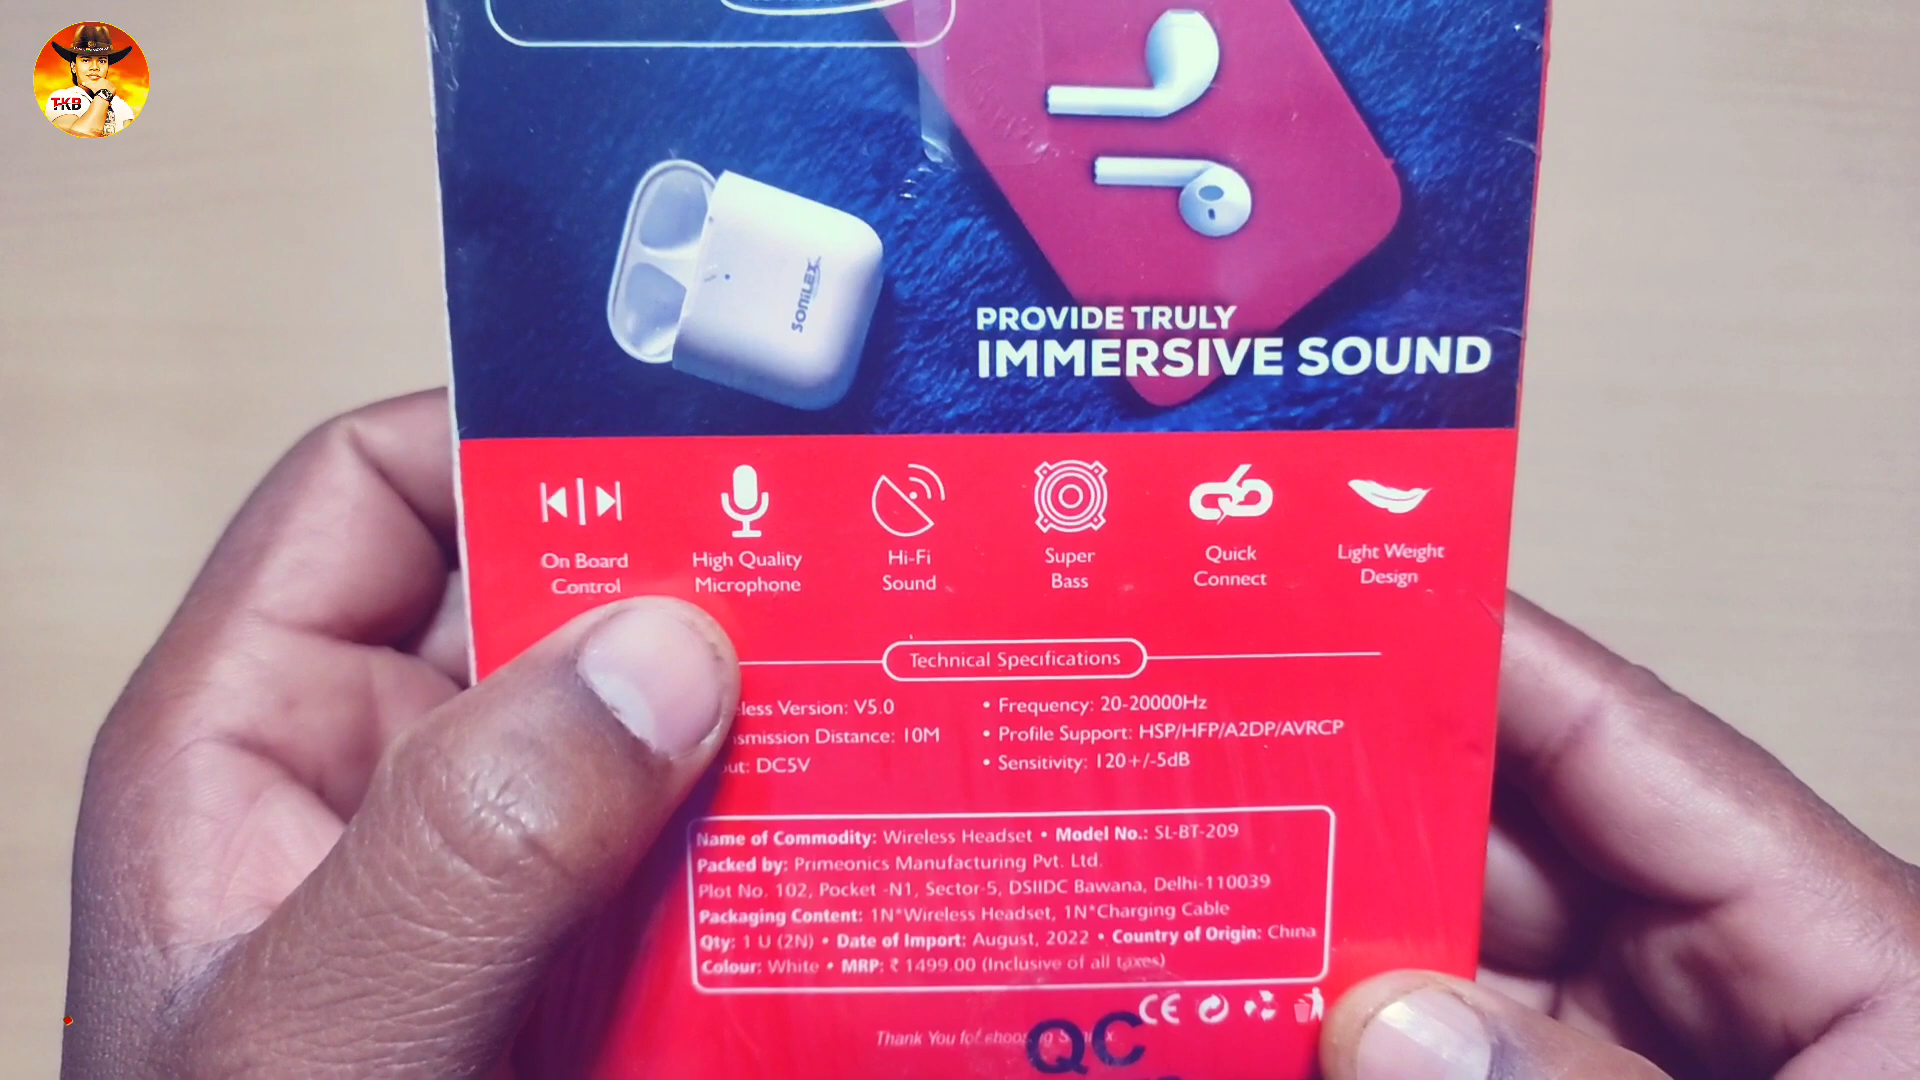 TKB
SONILEX
PROVIDE TRULY
IMMERSIVE SOUND
On Board
Control
High Quality
Microphone
Hi-Fi
Sound
Super
Bass
Quick
Connect
Light Weight
Design
Technical Specifications
Version: V5.0
Distance: 10M
DC5V
• Frequency: 20-20000Hz
• Profile Support: HSP/HFP/A2DP/AVRCP
• Sensitivity: 120+/-5dB
Name of Commodity: Wireless Headset • Model No.: SL-BT-209
Packed by: Primeonics Manufacturing Pvt. Ltd.
Plot No. 102, Pocket -N1, Sector-5, DSIIDC Bawana, Delhi-110039
Packaging Content: 1N*Wireless Headset, 1N*Charging Cable
Qty: 1 U (2N) • Date of Import: August, 2022 • Country of Origin: China
Colour: White • MRP: ₹ 1499.00 (Inclusive of all taxes)
CE
Thank You for
QC